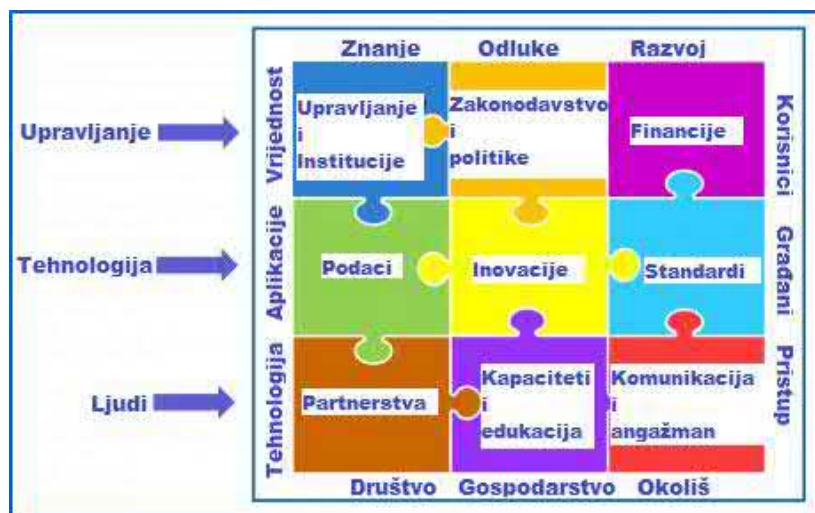 Znanje Odluke Razvoj
Upravljanje
Vrijednost
Upravljanje
i
Institucije
Zakonodavstvo
i
politike
Financije
Korisnici
Tehnologija
Aplikacije
Podaci
Inovacije
Standardi
Građani
Ljudi
Tehnologija
Partnerstva
Kapaciteti
i
edukacija
Komunikacija
i
angažman
Pristup
Društvo Gospodarstvo Okoliš